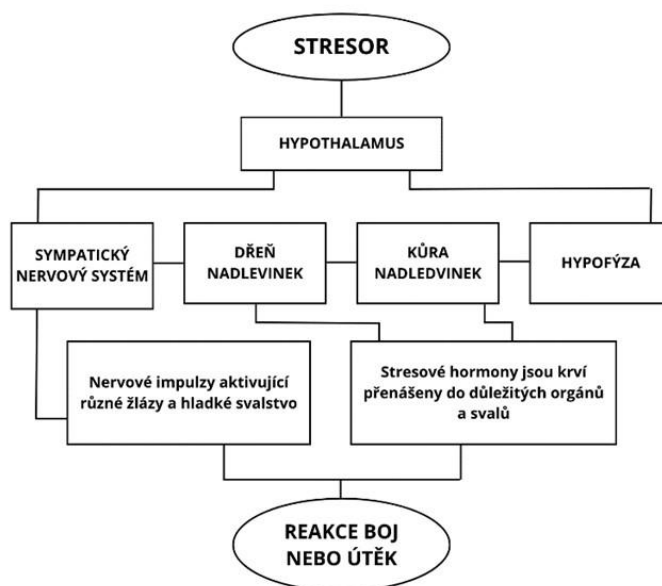 STRESOR
HYPOTHALAMUS
SYMPATICKÝ
NERVOVÝ SYSTÉM
DŘEŇ
NADLEVINEK
KŮRA
NADLEDVINEK
HYPOFÝZA
Nervové impulzy aktivující
různé žlázy a hladké svalstvo
Stresové hormony jsou krví
přenášeny do důležitých orgánů
a svalů
REAKCE BOJ
NEBO ÚTĚK